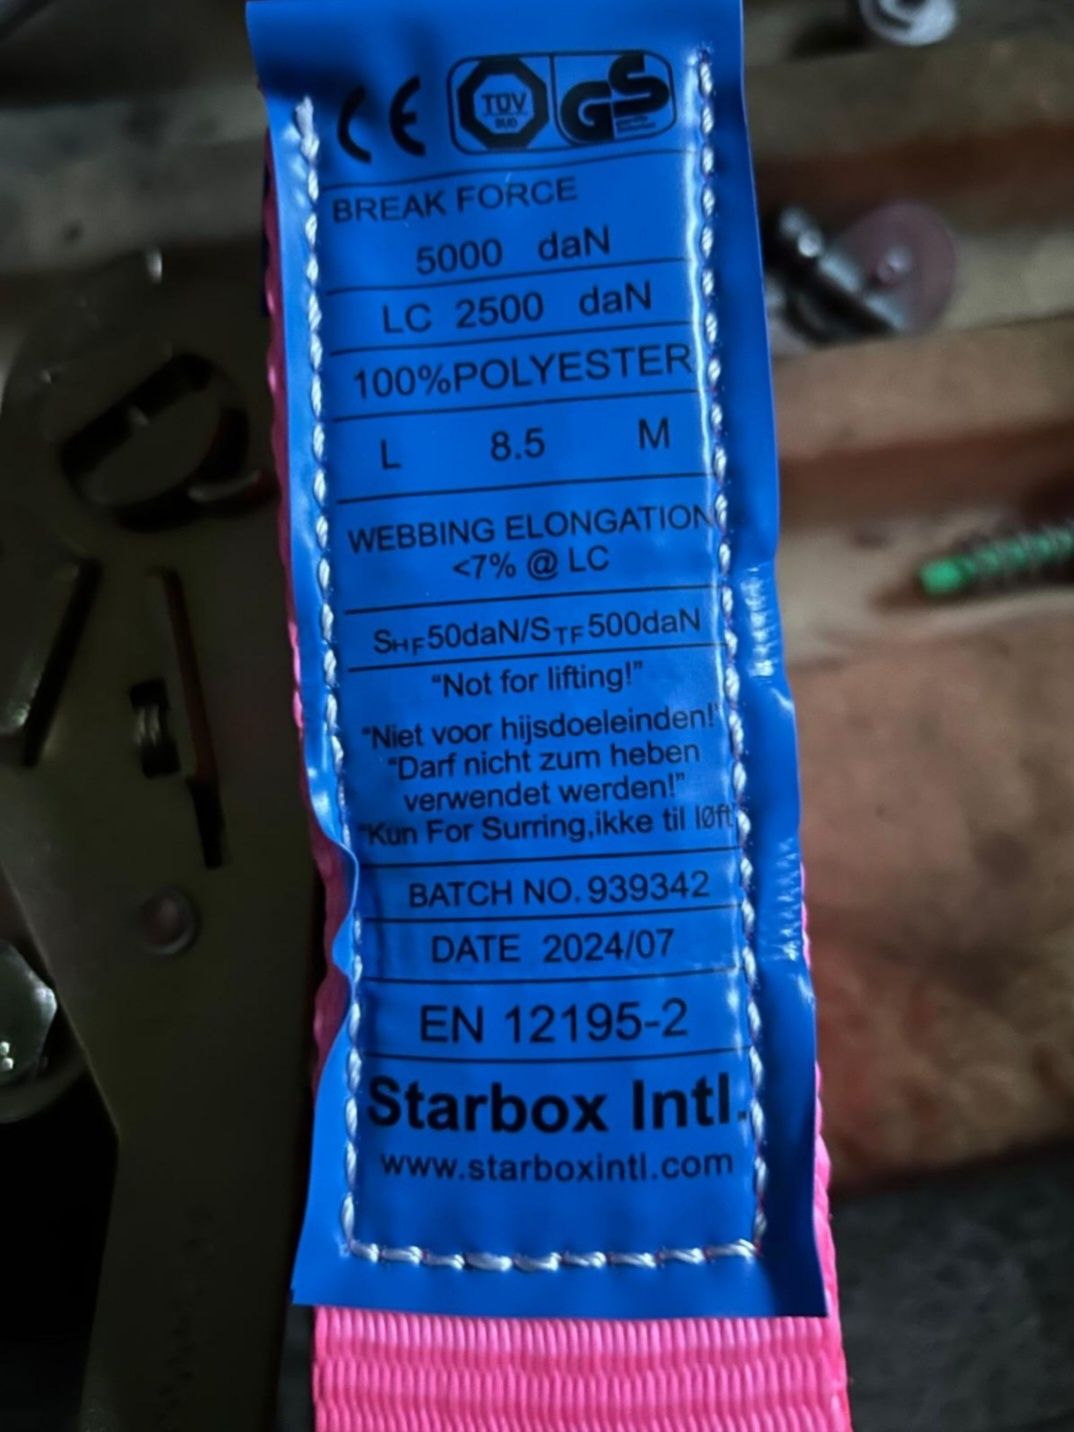 CE TÜV SÜD GS
BREAK FORCE
5000 daN
LC 2500 daN
100%POLYESTER
L 8.5 M
WEBBING ELONGATION
<7% @ LC
SHF50daN/STF500daN
“Not for lifting!”
“Niet voor hijsdoeleinden!”
“Darf nicht zum heben
verwendet werden!”
“Kun For Surring,ikke til løft”
BATCH NO. 939342
DATE 2024/07
EN 12195-2
Starbox Intl.
www.starboxintl.com